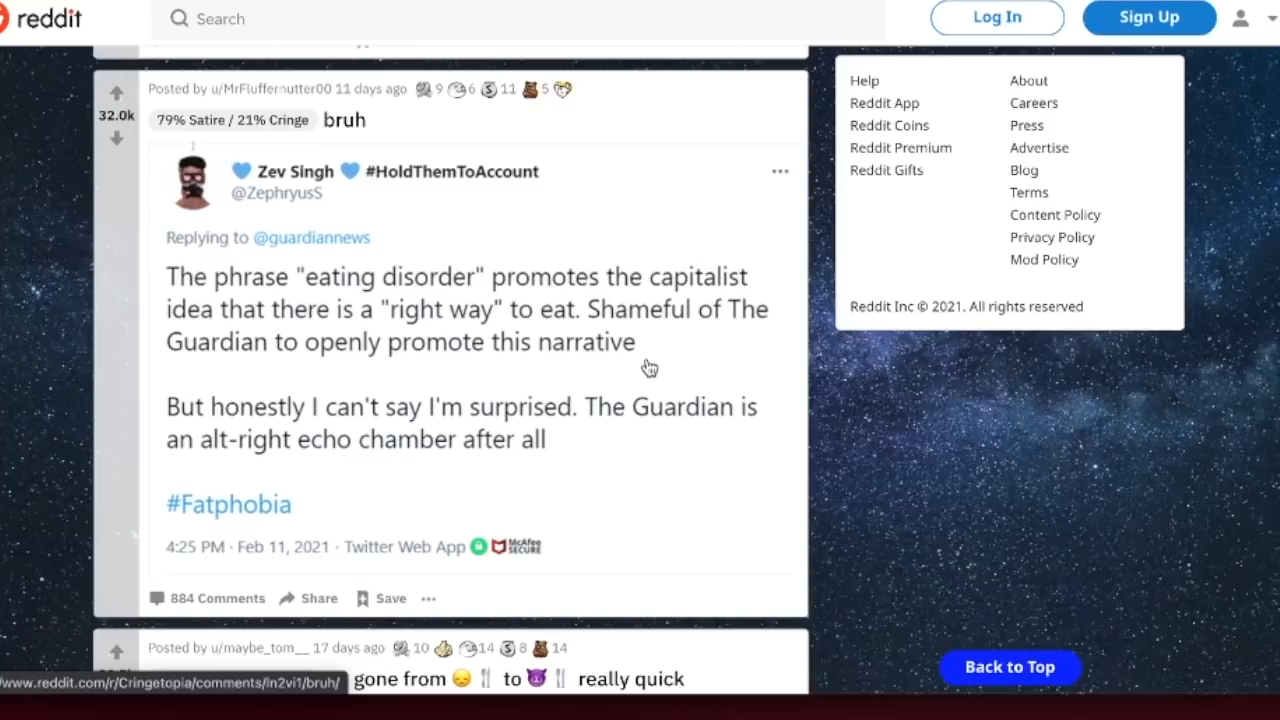 reddit
Search
Log In
Sign Up
Posted by u/MrFluffernutter00 11 days ago 9 6 11 5
32.0k
79% Satire / 21% Cringe bruh
Zev Singh #HoldThemToAccount
@ZephryusS
Replying to @guardiannews
The phrase "eating disorder" promotes the capitalist
idea that there is a "right way" to eat. Shameful of The
Guardian to openly promote this narrative
But honestly I can't say I'm surprised. The Guardian is
an alt-right echo chamber after all
#Fatphobia
4:25 PM · Feb 11, 2021 · Twitter Web App McAfee SECURE
884 Comments Share Save
Posted by u/maybe_tom__ 17 days ago 10 14 8 14
gone from 😞 🍴 to 😈 🍴 really quick
/www.reddit.com/r/Cringetopia/comments/ln2vi1/bruh/
Help About
Reddit App Careers
Reddit Coins Press
Reddit Premium Advertise
Reddit Gifts Blog
Terms
Content Policy
Privacy Policy
Mod Policy
Reddit Inc © 2021. All rights reserved
Back to Top